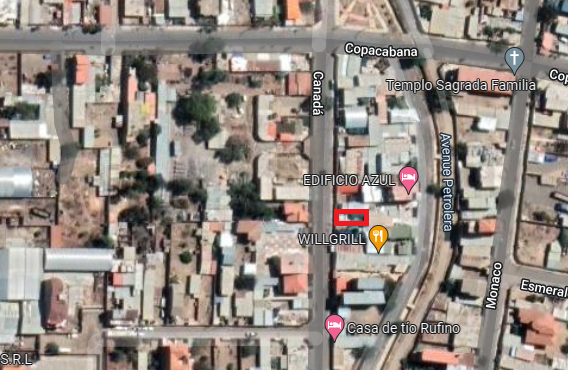 Copacabana
Cop
Templo Sagrada Familia
Canadá
Avenue Petrolera
EDIFICIO AZUL
WILLGRILL
Monaco
Esmeral
Casa de tío Rufino
S.R.L